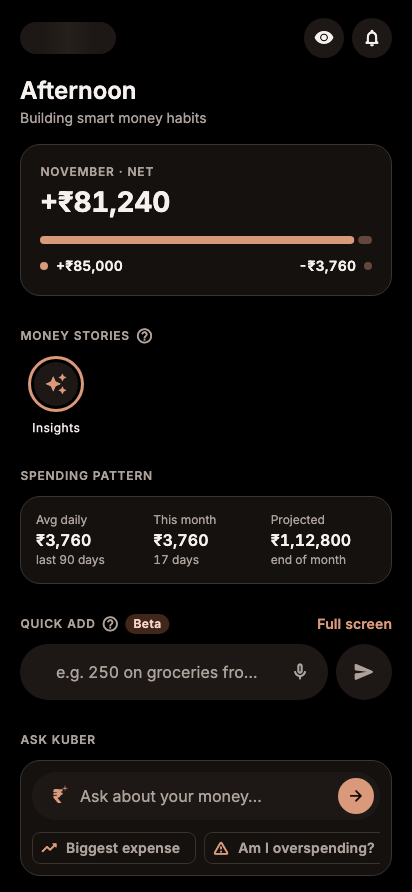 Afternoon
Building smart money habits
NOVEMBER · NET
+₹81,240
+₹85,000
-₹3,760
MONEY STORIES
Insights
SPENDING PATTERN
Avg daily
This month
Projected
₹3,760
₹3,760
₹1,12,800
last 90 days
17 days
end of month
QUICK ADD
Beta
Full screen
e.g. 250 on groceries fro...
ASK KUBER
₹ Ask about your money...
Biggest expense
Am I overspending?